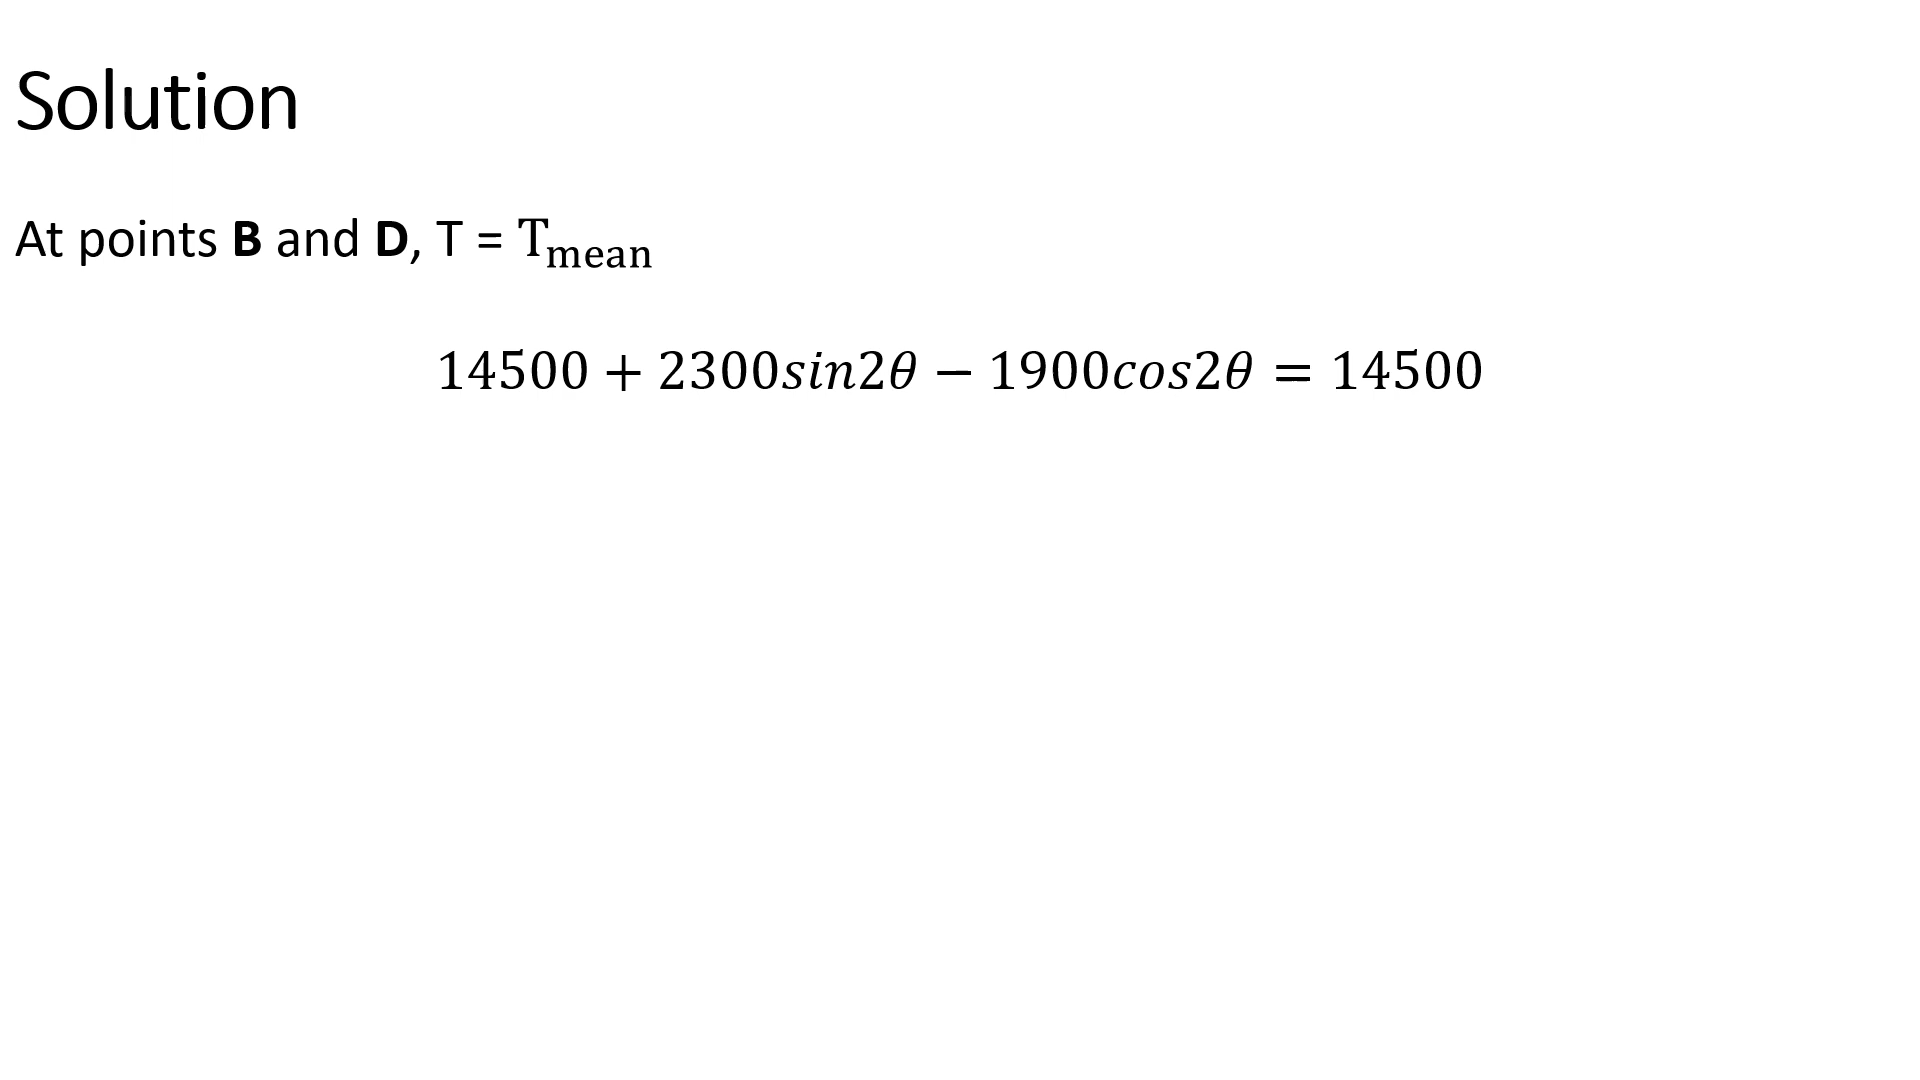 Solution
At points B and D, T = Tmean
14500 + 2300sin2θ − 1900cos2θ = 14500